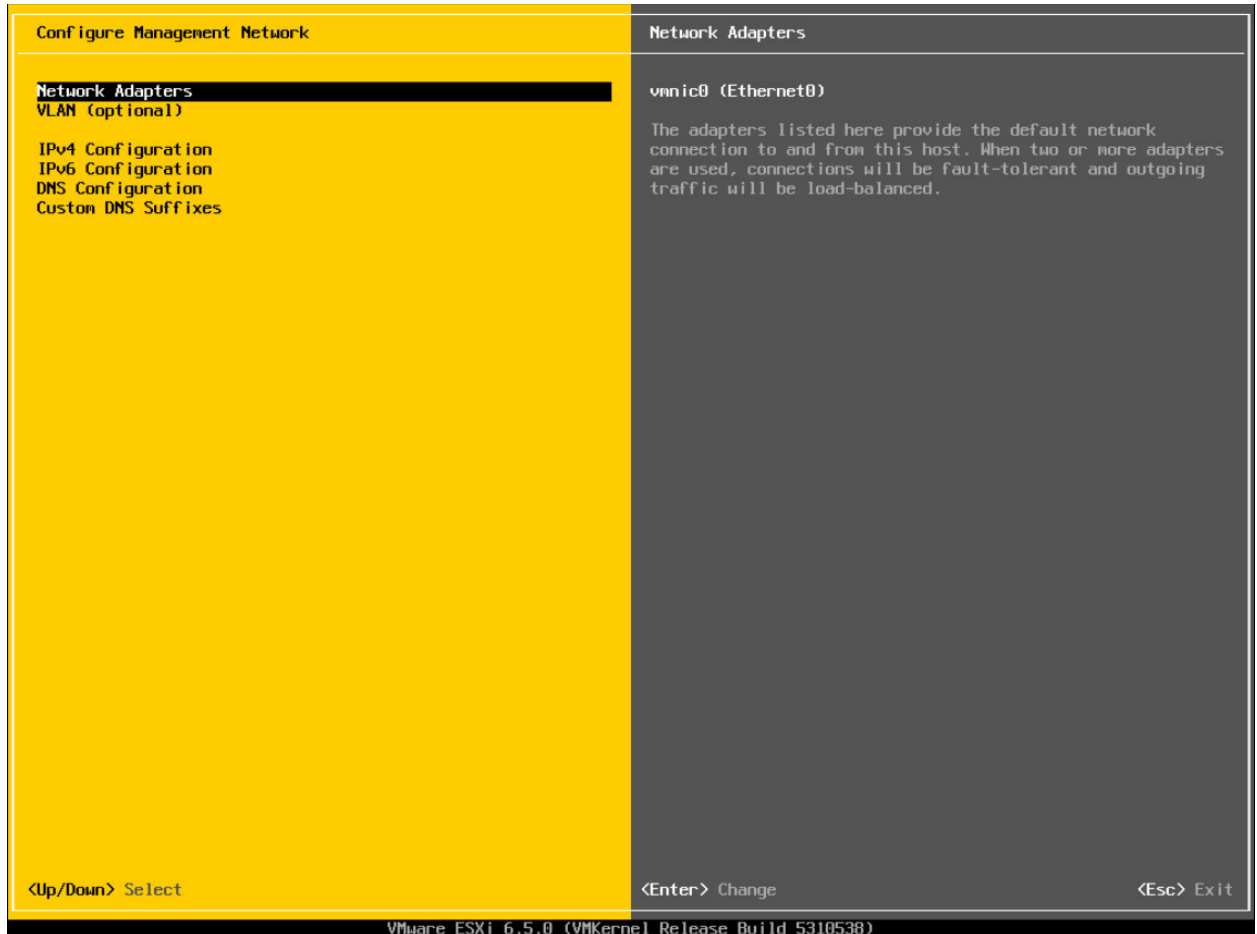 Configure Management Network
Network Adapters
VLAN (optional)
IPv4 Configuration
IPv6 Configuration
DNS Configuration
Custom DNS Suffixes
<Up/Down> Select
Network Adapters
vmnic0 (Ethernet0)
The adapters listed here provide the default network
connection to and from this host. When two or more adapters
are used, connections will be fault-tolerant and outgoing
traffic will be load-balanced.
<Enter> Change
<Esc> Exit
VMware ESXi 6.5.0 (VMKernel Release Build 5310538)